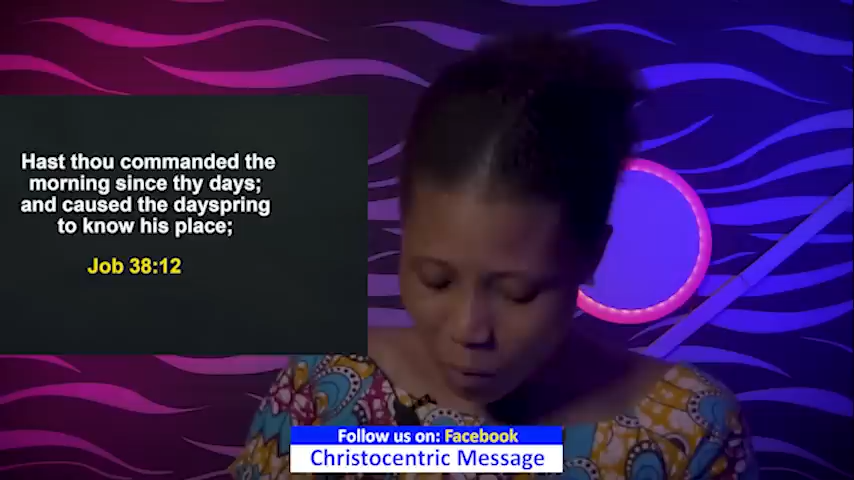 Hast thou commanded the
morning since thy days;
and caused the dayspring
to know his place;
Job 38:12
Follow us on: Facebook
Christocentric Message